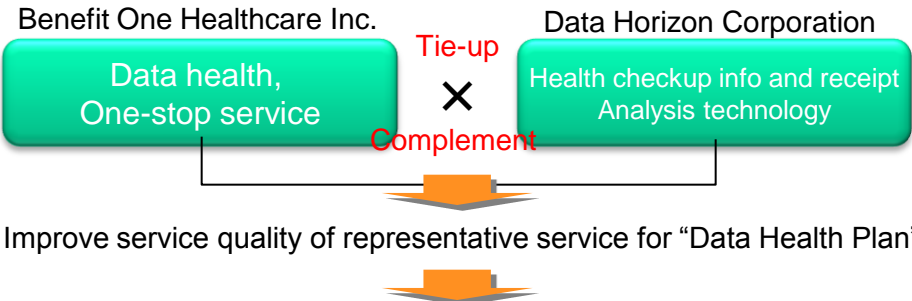 Benefit One Healthcare Inc.
Data Horizon Corporation
Tie-up
Data health,
One-stop service
×
Health checkup info and receipt
Analysis technology
Complement
Improve service quality of representative service for “Data Health Plan”